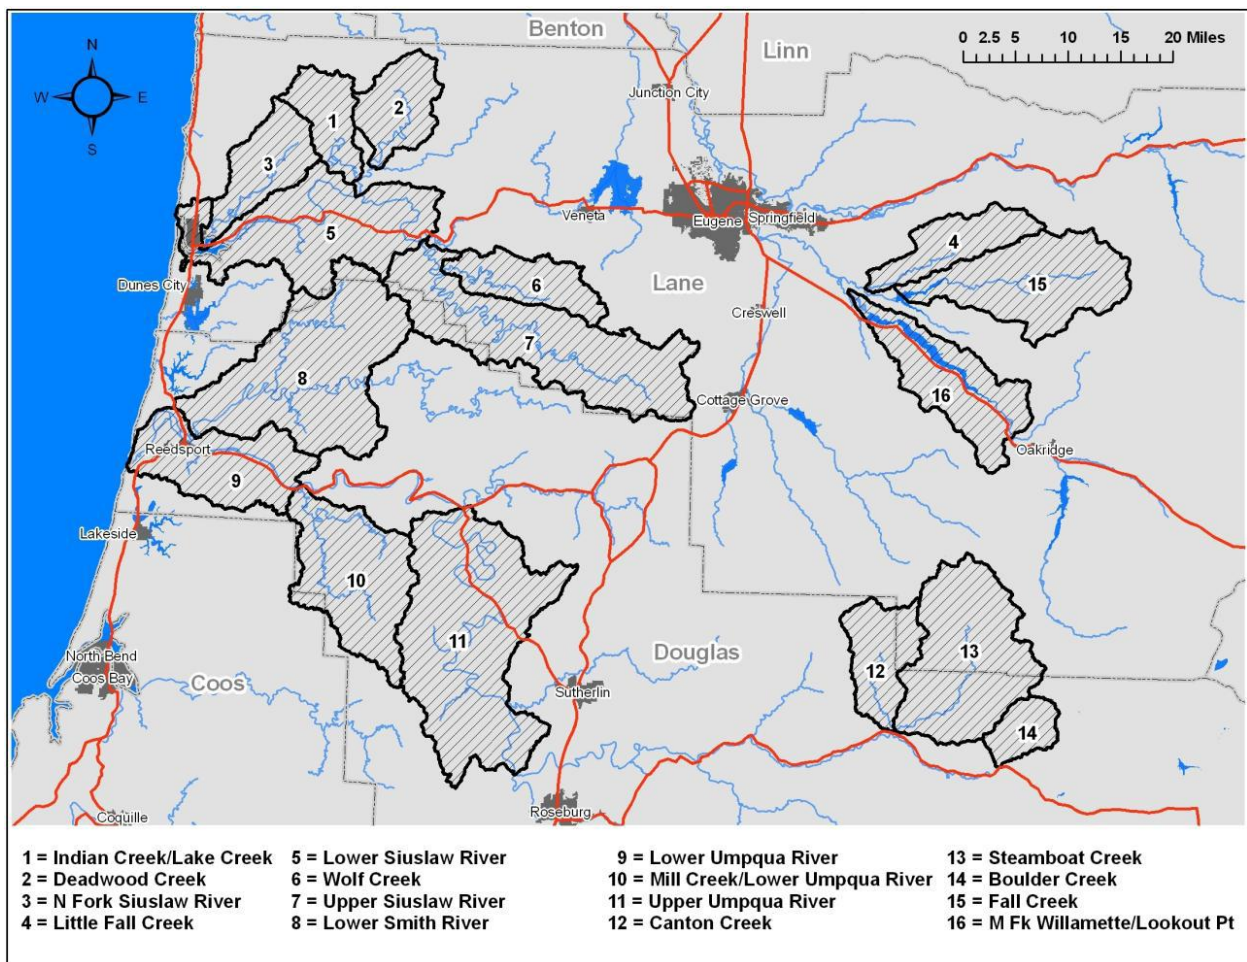 Benton
Linn
0 2.5 5 10 15 20 Miles
N
W E
S
Junction City
1
2
3
Veneta
Eugene
Springfield
4
5
15
Dunes City
6
Lane
Creswell
7
8
16
Cottage Grove
Reedsport
Oakridge
9
Lakeside
10
11
Douglas
13
12
North Bend
Coos Bay
Coos
Sutherlin
14
Roseburg
Coquille
1 = Indian Creek/Lake Creek
2 = Deadwood Creek
3 = N Fork Siuslaw River
4 = Little Fall Creek
5 = Lower Siuslaw River
6 = Wolf Creek
7 = Upper Siuslaw River
8 = Lower Smith River
9 = Lower Umpqua River
10 = Mill Creek/Lower Umpqua River
11 = Upper Umpqua River
12 = Canton Creek
13 = Steamboat Creek
14 = Boulder Creek
15 = Fall Creek
16 = M Fk Willamette/Lookout Pt